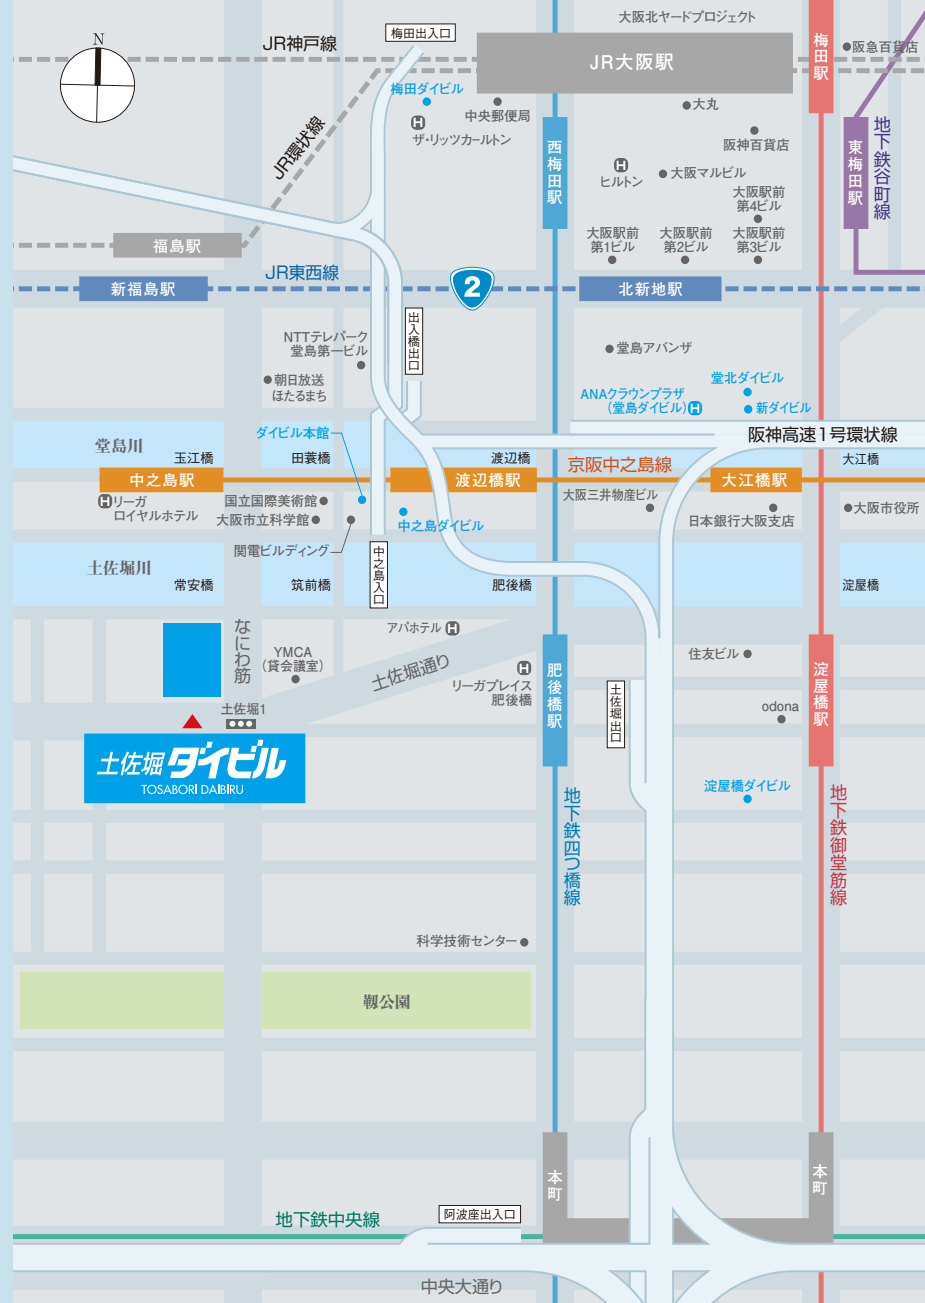 大阪北ヤードプロジェクト
梅田出入口
N
JR神戸線
JR大阪駅
梅田駅
阪急百貨店
梅田ダイビル
中央郵便局
大丸
H
ザ・リッツカールトン
阪神百貨店
JR環状線
西梅田駅
H
ヒルトン
大阪マルビル
東梅田駅
地下鉄谷町線
大阪駅前
第4ビル
大阪駅前
第1ビル
大阪駅前
第2ビル
大阪駅前
第3ビル
福島駅
JR東西線
2
新福島駅
北新地駅
出入橋出口
NTTテレパーク
堂島第一ビル
堂島アバンザ
朝日放送
ほたるまち
堂北ダイビル
ANAクラウンプラザ
(堂島ダイビル)H
新ダイビル
ダイビル本館
阪神高速1号環状線
堂島川
玉江橋
田蓑橋
渡辺橋
京阪中之島線
大江橋
中之島駅
渡辺橋駅
大江橋駅
Hリーガ
ロイヤルホテル
国立国際美術館
大阪市立科学館
中之島ダイビル
大阪三井物産ビル
日本銀行大阪支店
大阪市役所
関電ビルディング
中之島入口
土佐堀川
常安橋
筑前橋
肥後橋
淀屋橋
なにわ筋
アパホテル H
YMCA
(貸会議室)
土佐堀通り
H
リーガプレイス
肥後橋
肥後橋駅
住友ビル
淀屋橋駅
土佐堀出口
土佐堀1
odona
土佐堀ダイビル
TOSABORI DAIBIRU
淀屋橋ダイビル
地下鉄四つ橋線
地下鉄御堂筋線
科学技術センター
靱公園
本町
本町
阿波座出入口
地下鉄中央線
中央大通り